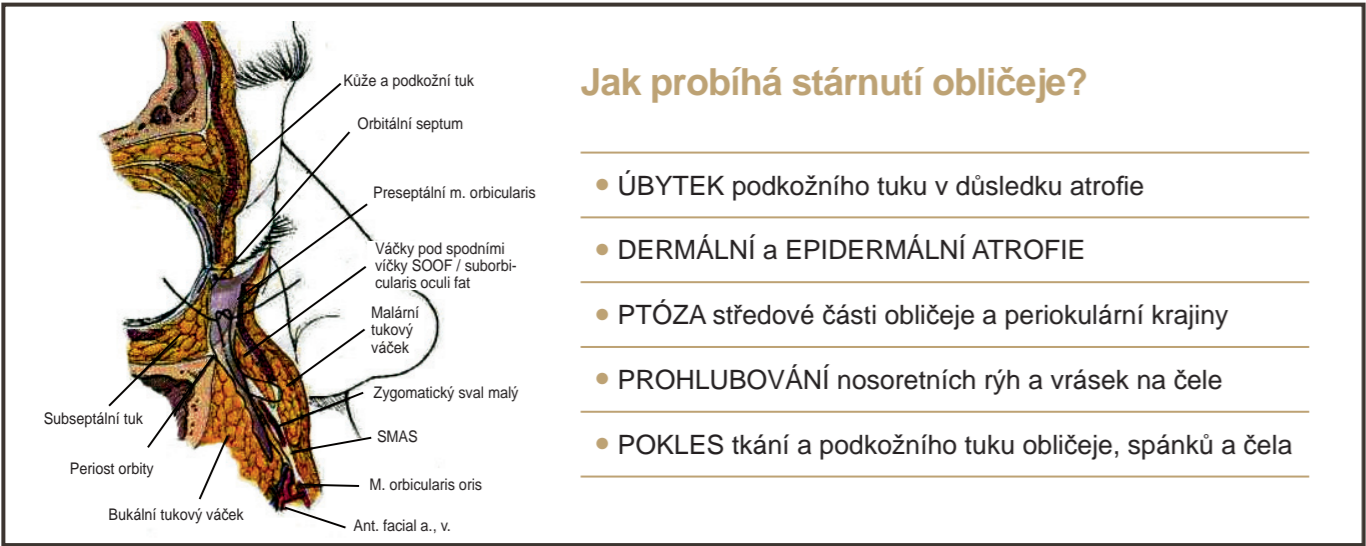 Kůže a podkožní tuk
Orbitální septum
Preseptální m. orbicularis
Váčky pod spodními
víčky SOOF / suborbi-
cularis oculi fat
Malární
tukový
váček
Zygomatický sval malý
SMAS
M. orbicularis oris
Ant. facial a., v.
Subseptální tuk
Periost orbity
Bukální tukový váček
Jak probíhá stárnutí obličeje?
• ÚBYTEK podkožního tuku v důsledku atrofie
• DERMÁLNÍ a EPIDERMÁLNÍ ATROFIE
• PTÓZA středové části obličeje a periokulární krajiny
• PROHLUBOVÁNÍ nosoretních rýh a vrásek na čele
• POKLES tkání a podkožního tuku obličeje, spánků a čela